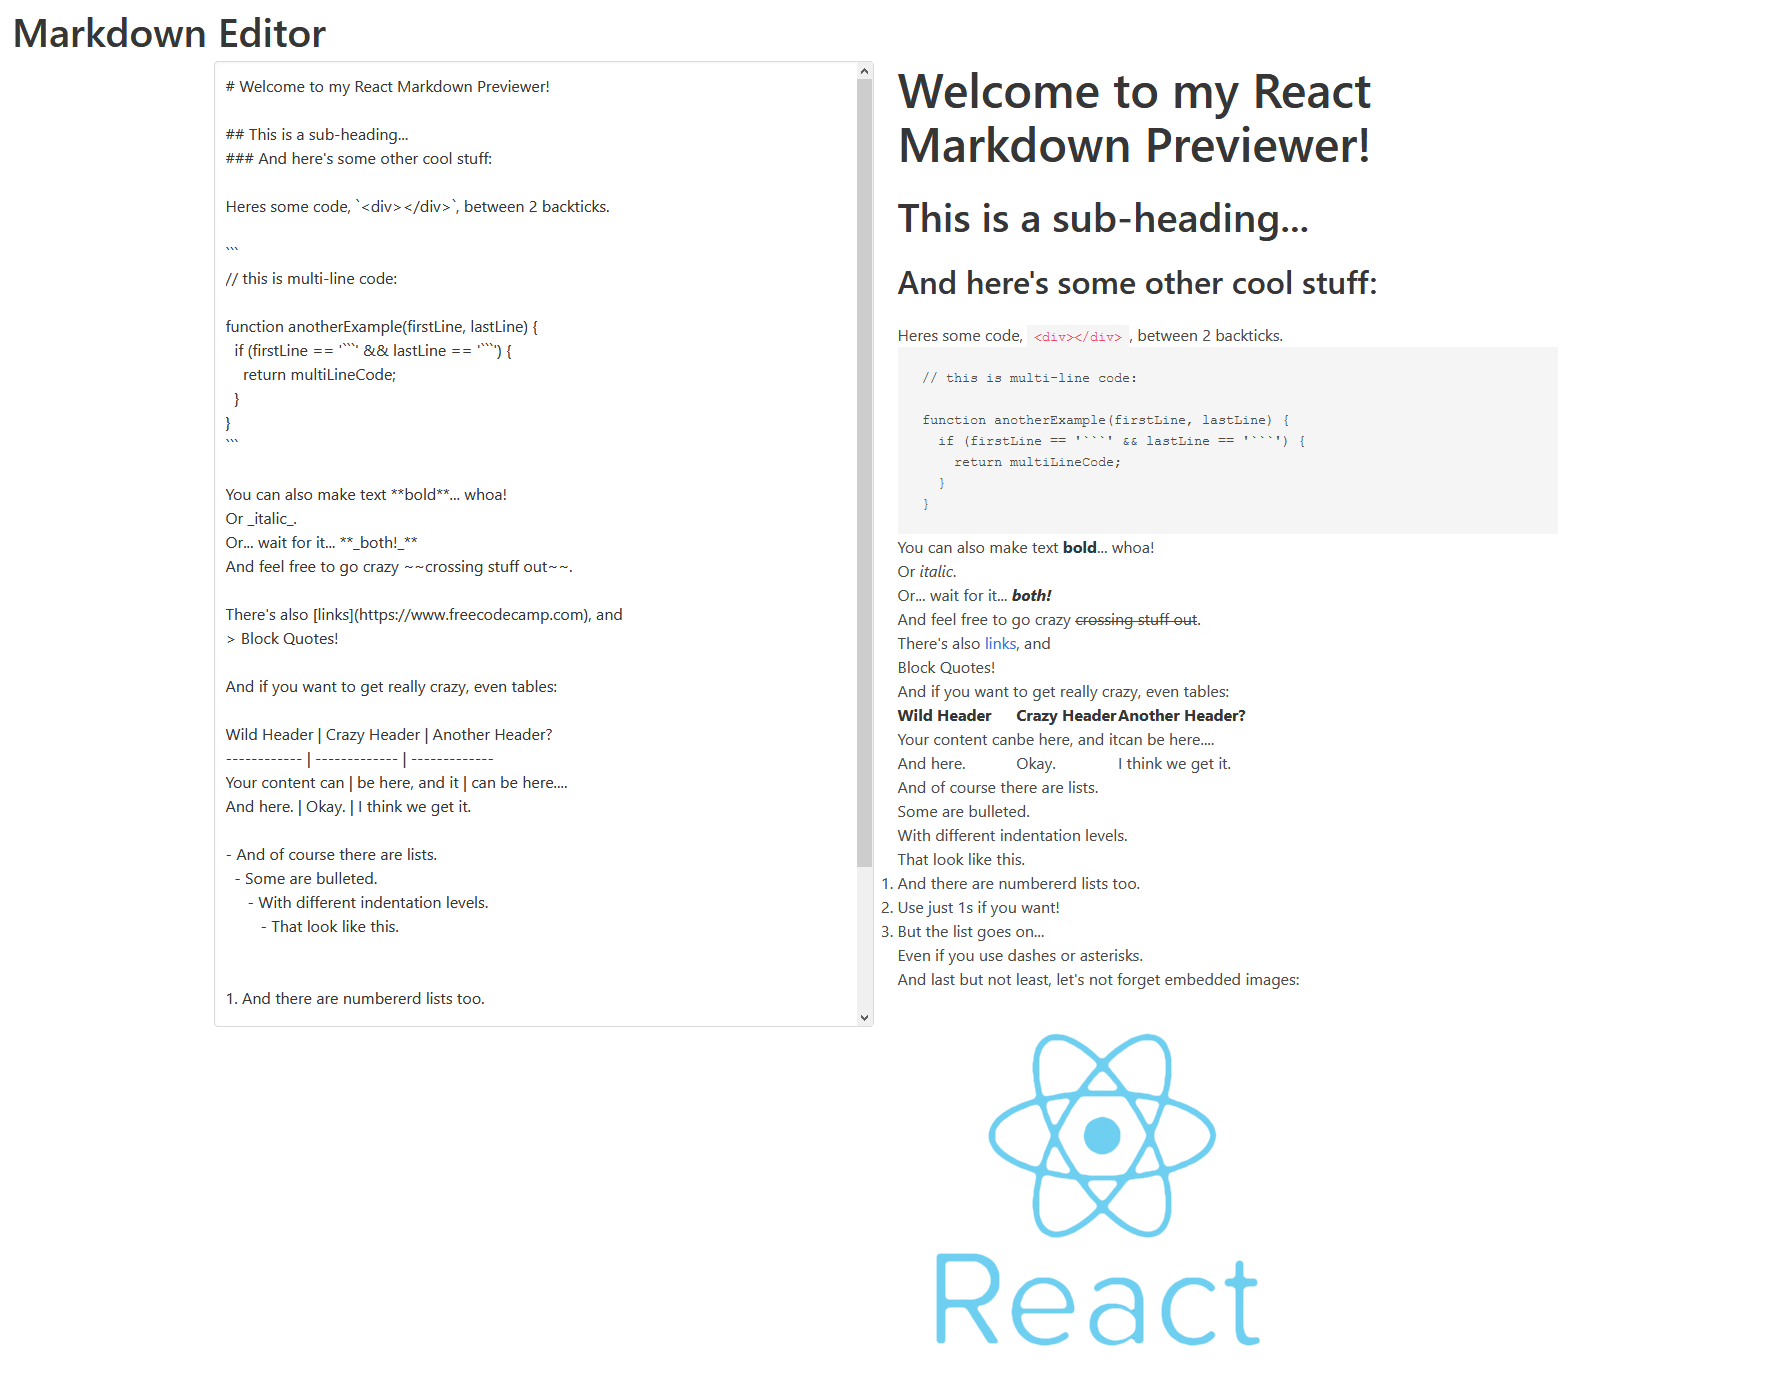 Markdown Editor
# Welcome to my React Markdown Previewer!
## This is a sub-heading...
### And here's some other cool stuff:
Heres some code, `<div></div>`, between 2 backticks.
```
// this is multi-line code:
function anotherExample(firstLine, lastLine) {
  if (firstLine == '```' && lastLine == '```') {
    return multiLineCode;
  }
}
```
You can also make text **bold**... whoa!
Or _italic_.
Or... wait for it... **_both!_**
And feel free to go crazy ~~crossing stuff out~~.
There's also [links](https://www.freecodecamp.com), and
> Block Quotes!
And if you want to get really crazy, even tables:
Wild Header | Crazy Header | Another Header?
------------ | ------------- | -------------
Your content can | be here, and it | can be here....
And here. | Okay. | I think we get it.
- And of course there are lists.
  - Some are bulleted.
     - With different indentation levels.
        - That look like this.
1. And there are numbererd lists too.
Welcome to my React
Markdown Previewer!
This is a sub-heading...
And here's some other cool stuff:
Heres some code, <div></div> , between 2 backticks.
// this is multi-line code:
function anotherExample(firstLine, lastLine) {
  if (firstLine == '```' && lastLine == '```') {
    return multiLineCode;
  }
}
You can also make text bold... whoa!
Or italic.
Or... wait for it... both!
And feel free to go crazy crossing stuff out.
There's also links, and
Block Quotes!
And if you want to get really crazy, even tables:
Wild Header Crazy Header Another Header?
Your content can be here, and it can be here....
And here. Okay. I think we get it.
And of course there are lists.
Some are bulleted.
With different indentation levels.
That look like this.
1. And there are numbererd lists too.
2. Use just 1s if you want!
3. But the list goes on...
Even if you use dashes or asterisks.
And last but not least, let's not forget embedded images:
React